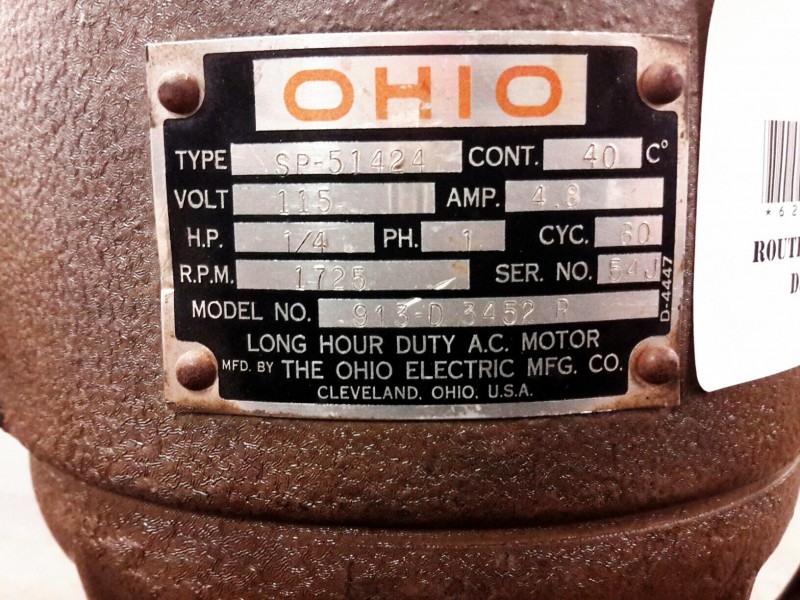 OHIO
TYPE SP-51424 CONT. 40 C°
VOLT 115 AMP. 4.8
H.P. 1/4 PH. 1 CYC. 60
R.P.M. 1725 SER. NO. 54J
MODEL NO. 913-D 3452 R
D-4447
LONG HOUR DUTY A.C. MOTOR
MFD. BY THE OHIO ELECTRIC MFG. CO.
CLEVELAND, OHIO, U.S.A.